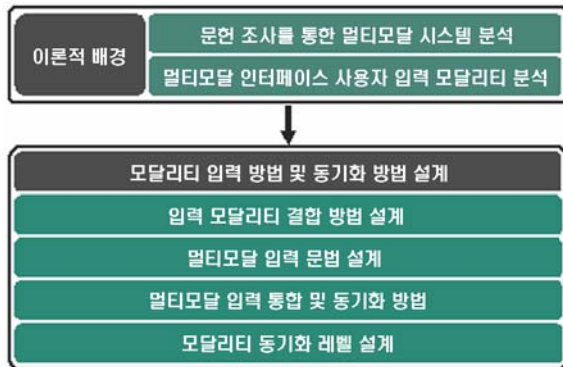 이론적 배경
문헌 조사를 통한 멀티모달 시스템 분석
멀티모달 인터페이스 사용자 입력 모달리티 분석
모달리티 입력 방법 및 동기화 방법 설계
입력 모달리티 결합 방법 설계
멀티모달 입력 문법 설계
멀티모달 입력 통합 및 동기화 방법
모달리티 동기화 레벨 설계